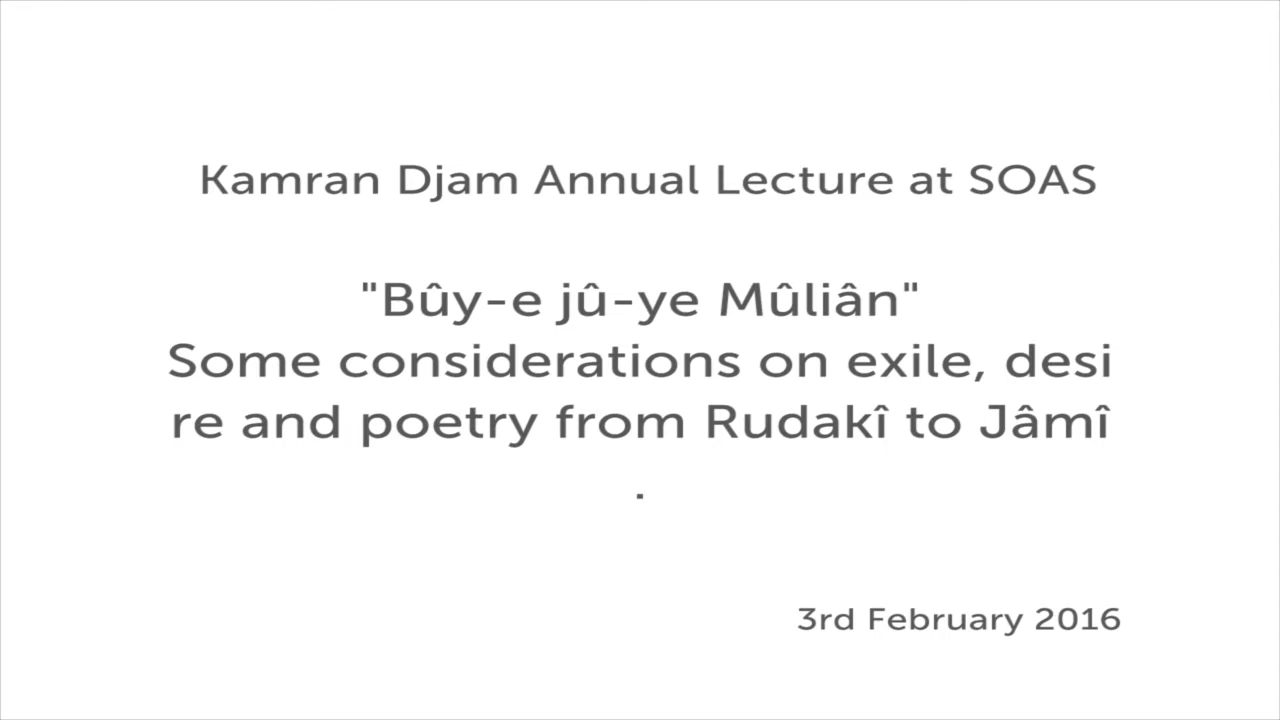 Kamran Djam Annual Lecture at SOAS
"Bûy-e jû-ye Mûliân"
Some considerations on exile, desi
re and poetry from Rudakî to Jâmî
.
3rd February 2016